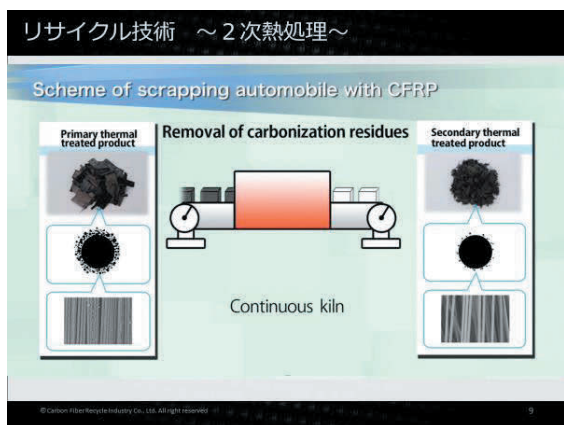 リサイクル技術　～２次熱処理～
Scheme of scrapping automobile with CFRP
Primary thermal
treated product
Removal of carbonization residues
Secondary thermal
treated product
Continuous kiln
© Carbon Fiber Recycle Industry Co., Ltd. All right reserved
9